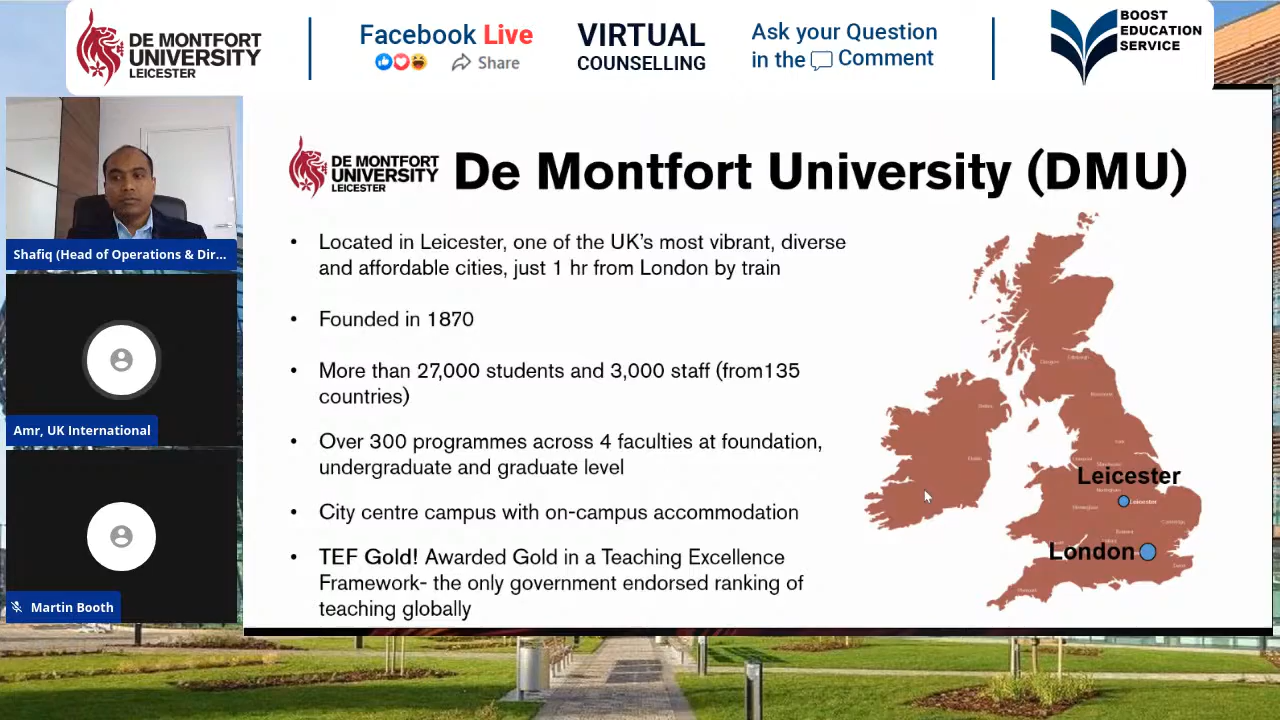 DE MONTFORT
UNIVERSITY
LEICESTER
Facebook Live
Share
VIRTUAL
COUNSELLING
Ask your Question
in the Comment
BOOST
EDUCATION
SERVICE
Shafiq (Head of Operations & Dir...
Amr, UK International
Martin Booth
DE MONTFORT
UNIVERSITY
LEICESTER
De Montfort University (DMU)
• Located in Leicester, one of the UK's most vibrant, diverse
and affordable cities, just 1 hr from London by train
• Founded in 1870
• More than 27,000 students and 3,000 staff (from135
countries)
• Over 300 programmes across 4 faculties at foundation,
undergraduate and graduate level
• City centre campus with on-campus accommodation
• TEF Gold! Awarded Gold in a Teaching Excellence
Framework- the only government endorsed ranking of
teaching globally
Leicester
Leicester
London